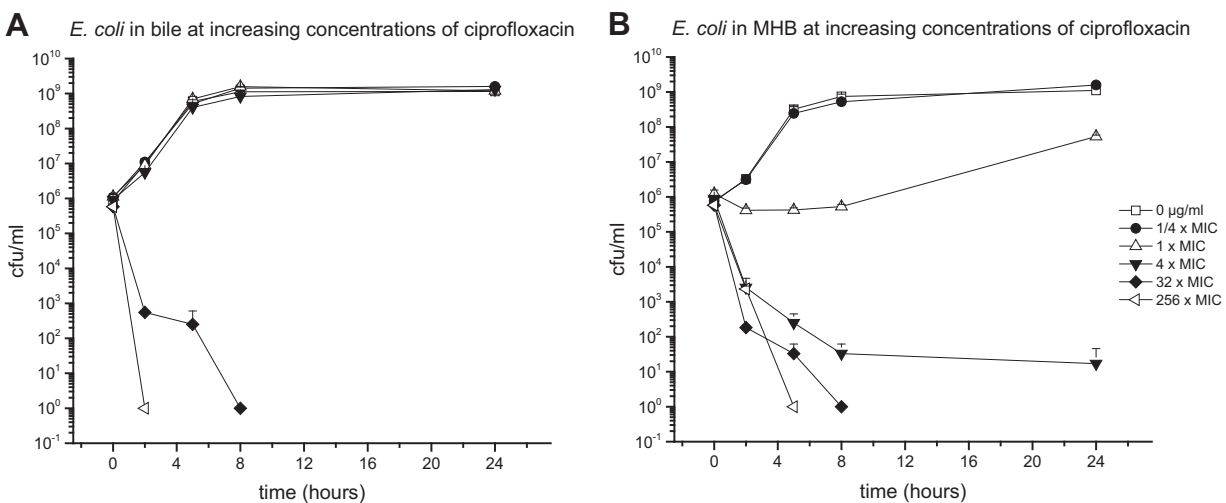 A
E. coli in bile at increasing concentrations of ciprofloxacin
10^10
10^9
10^8
10^7
10^6
10^5
10^4
10^3
10^2
10^1
10^0
10^-1
cfu/ml
0 4 8 12 16 20 24
time (hours)
B
E. coli in MHB at increasing concentrations of ciprofloxacin
10^10
10^9
10^8
10^7
10^6
10^5
10^4
10^3
10^2
10^1
10^0
10^-1
cfu/ml
0 4 8 12 16 20 24
time (hours)
0 µg/ml
1/4 x MIC
1 x MIC
4 x MIC
32 x MIC
256 x MIC